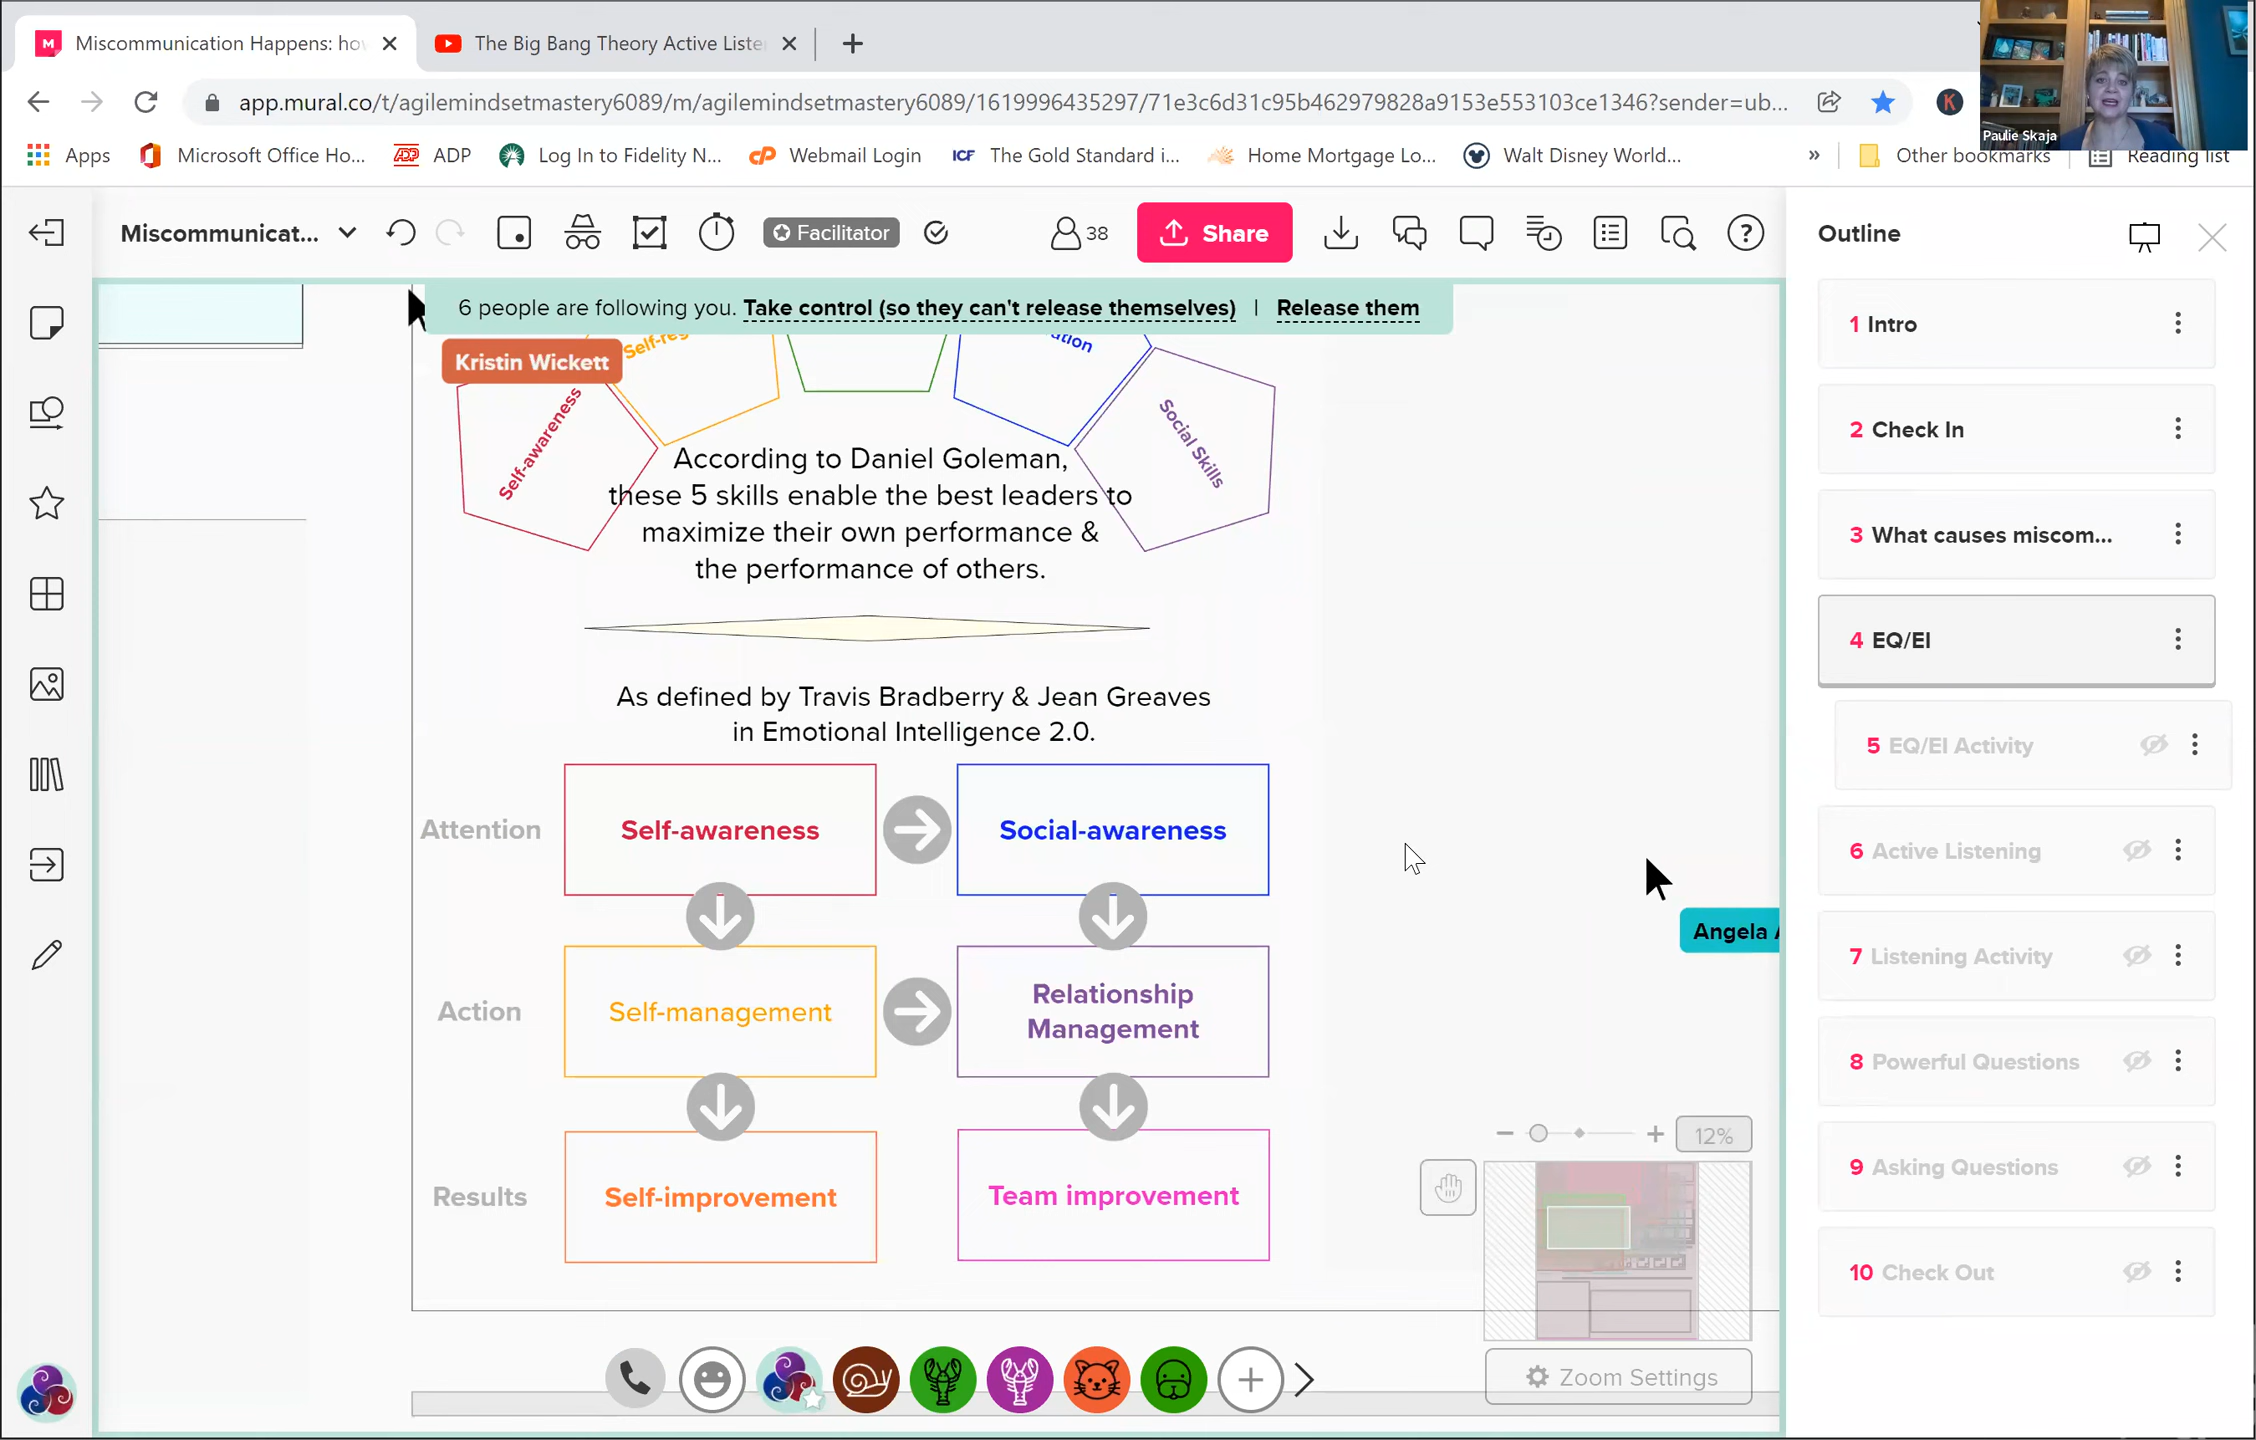 Miscommunication Happens: ho
The Big Bang Theory Active Liste
app.mural.co/t/agilemindsetmastery6089/m/agilemindsetmastery6089/1619996435297/71e3c6d31c95b462979828a9153e553103ce1346?sender=ub...
K
Paulie Skaja
Apps
Microsoft Office Ho...
ADP
Log In to Fidelity N...
Webmail Login
ICF The Gold Standard i...
Home Mortgage Lo...
Walt Disney World...
»
Other bookmarks
Reading list
Miscommunicat...
Facilitator
38
Share
Outline
6 people are following you. Take control (so they can't release themselves) | Release them
Kristin Wickett
Self-reg
ution
Self-awareness
Social Skills
According to Daniel Goleman,
these 5 skills enable the best leaders to
maximize their own performance &
the performance of others.
As defined by Travis Bradberry & Jean Greaves
in Emotional Intelligence 2.0.
Attention
Self-awareness
Social-awareness
Action
Self-management
Relationship
Management
Results
Self-improvement
Team improvement
Angela A
12%
Zoom Settings
1 Intro
2 Check In
3 What causes miscom...
4 EQ/EI
5 EQ/EI Activity
6 Active Listening
7 Listening Activity
8 Powerful Questions
9 Asking Questions
10 Check Out